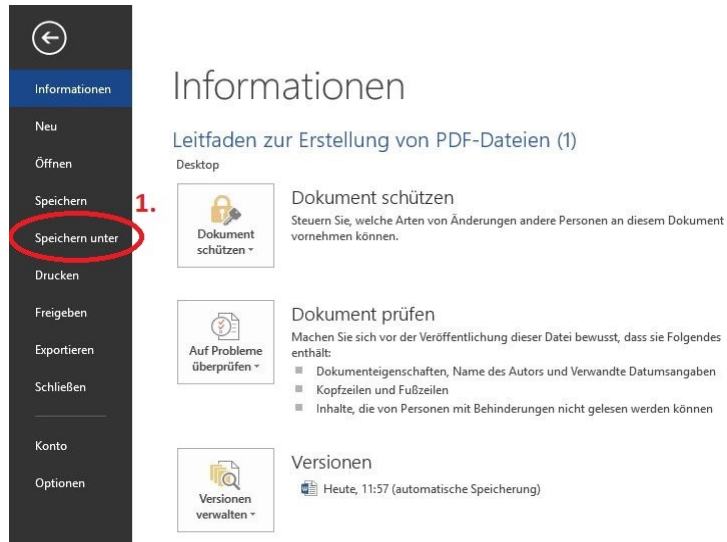 Informationen
Neu
Öffnen
Speichern
1.
Speichern unter
Drucken
Freigeben
Exportieren
Schließen
Konto
Optionen
Informationen
Leitfaden zur Erstellung von PDF-Dateien (1)
Desktop
Dokument
schützen
Dokument schützen
Steuern Sie, welche Arten von Änderungen andere Personen an diesem Dokument
vornehmen können.
Auf Probleme
überprüfen
Dokument prüfen
Machen Sie sich vor der Veröffentlichung dieser Datei bewusst, dass sie Folgendes
enthält:
Dokumenteigenschaften, Name des Autors und Verwandte Datumsangaben
Kopfzeilen und Fußzeilen
Inhalte, die von Personen mit Behinderungen nicht gelesen werden können
Versionen
verwalten
Versionen
Heute, 11:57 (automatische Speicherung)